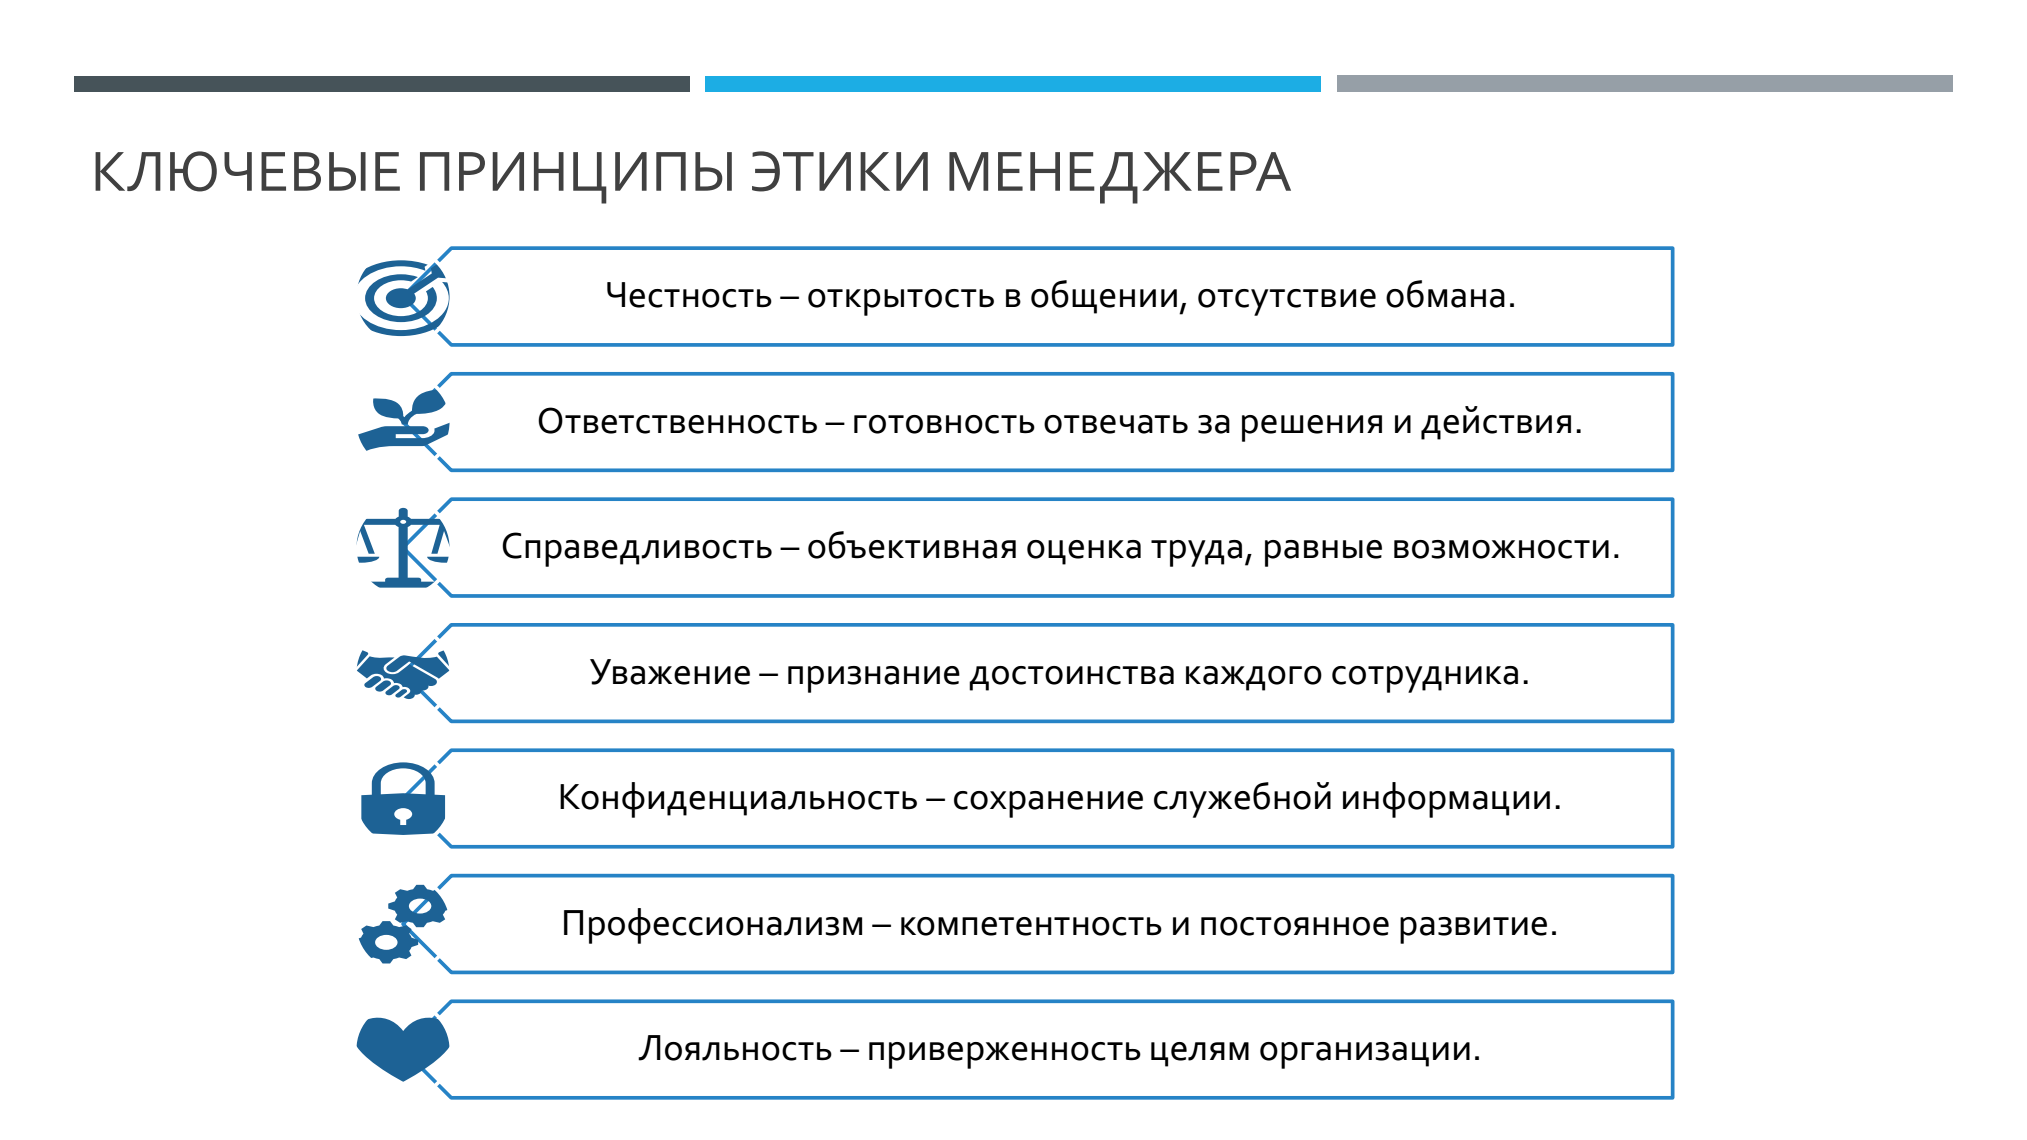 КЛЮЧЕВЫЕ ПРИНЦИПЫ ЭТИКИ МЕНЕДЖЕРА
Честность – открытость в общении, отсутствие обмана.
Ответственность – готовность отвечать за решения и действия.
Справедливость – объективная оценка труда, равные возможности.
Уважение – признание достоинства каждого сотрудника.
Конфиденциальность – сохранение служебной информации.
Профессионализм – компетентность и постоянное развитие.
Лояльность – приверженность целям организации.